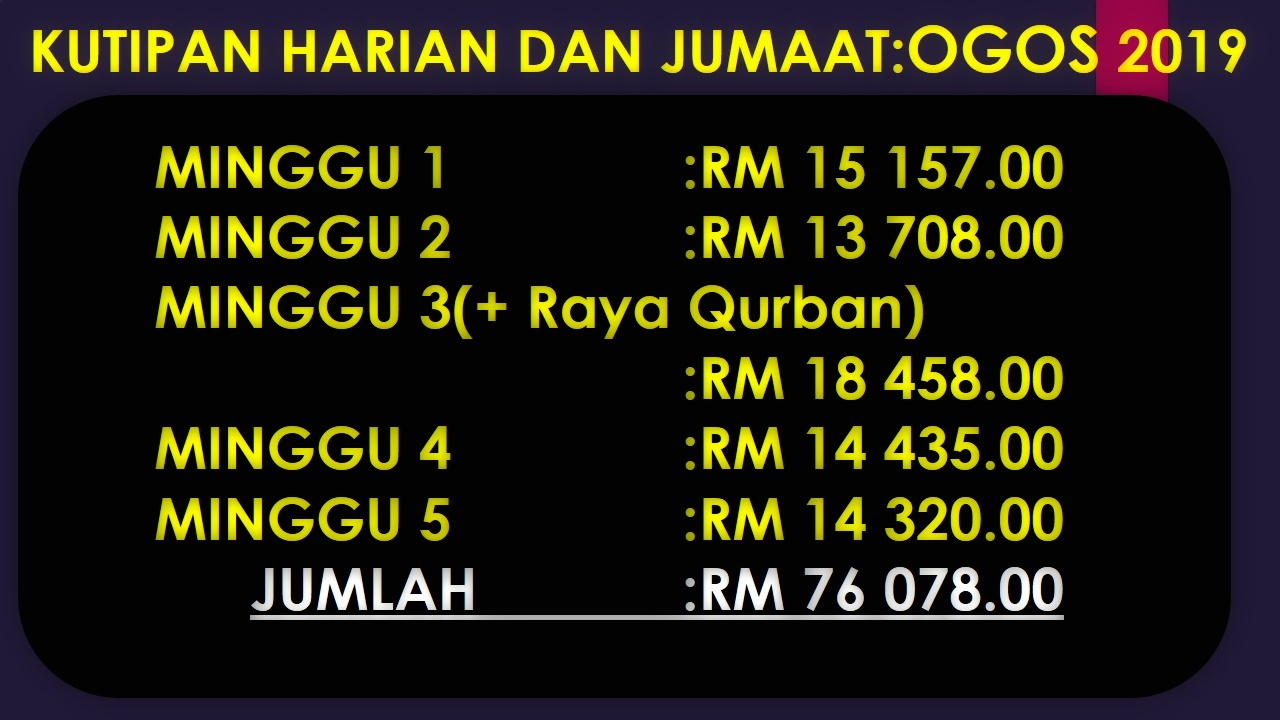 KUTIPAN HARIAN DAN JUMAAT:OGOS 2019
MINGGU 1 :RM 15 157.00
MINGGU 2 :RM 13 708.00
MINGGU 3(+ Raya Qurban)
:RM 18 458.00
MINGGU 4 :RM 14 435.00
MINGGU 5 :RM 14 320.00
JUMLAH :RM 76 078.00